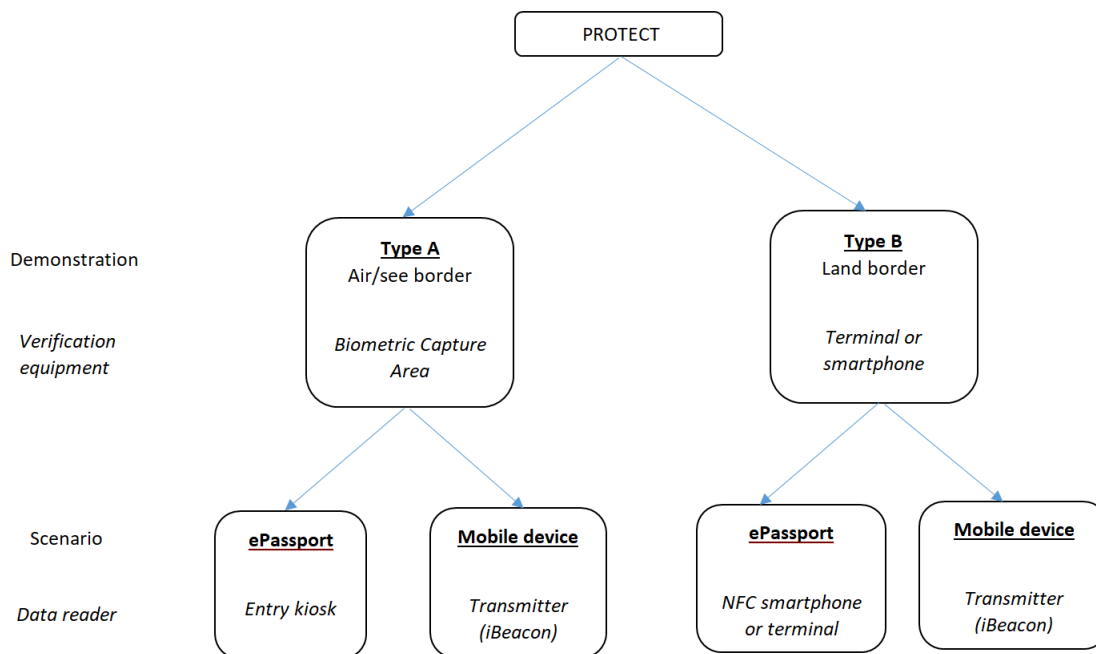 PROTECT
Demonstration
Type A
Air/see border
Type B
Land border
Verification
equipment
Biometric Capture
Area
Terminal or
smartphone
Scenario
ePassport
Mobile device
ePassport
Mobile device
Data reader
Entry kiosk
Transmitter
(iBeacon)
NFC smartphone
or terminal
Transmitter
(iBeacon)